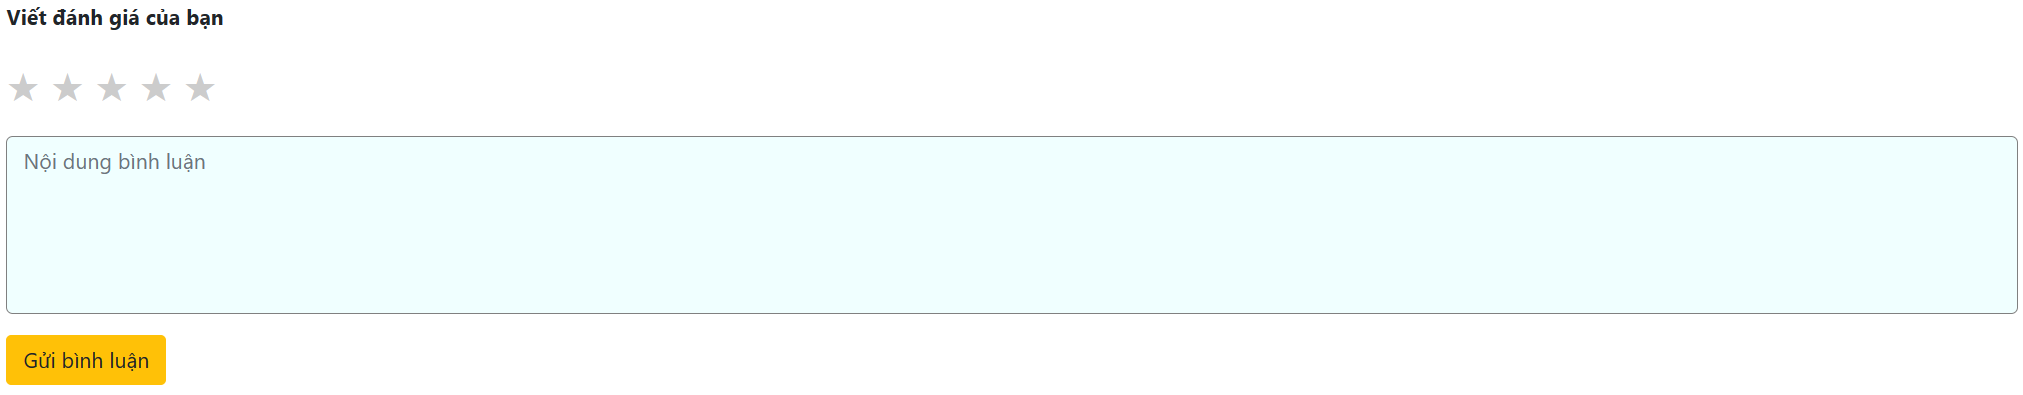 Viết đánh giá của bạn
★ ★ ★ ★ ★
Nội dung bình luận
Gửi bình luận